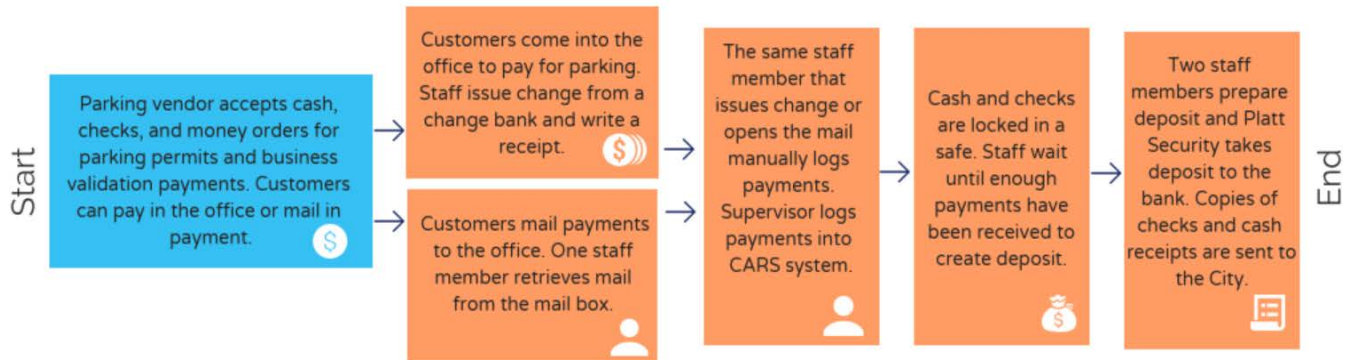 Start
Parking vendor accepts cash,
checks, and money orders for
parking permits and business
validation payments. Customers
can pay in the office or mail in
payment.
$
Customers come into the
office to pay for parking.
Staff issue change from a
change bank and write a
receipt.
$
Customers mail payments
to the office. One staff
member retrieves mail
from the mail box.
The same staff
member that
issues change or
opens the mail
manually logs
payments.
Supervisor logs
payments into
CARS system.
Cash and checks
are locked in a
safe. Staff wait
until enough
payments have
been received to
create deposit.
$
Two staff
members prepare
deposit and Platt
Security takes
deposit to the
bank. Copies of
checks and cash
receipts are sent to
the City.
End